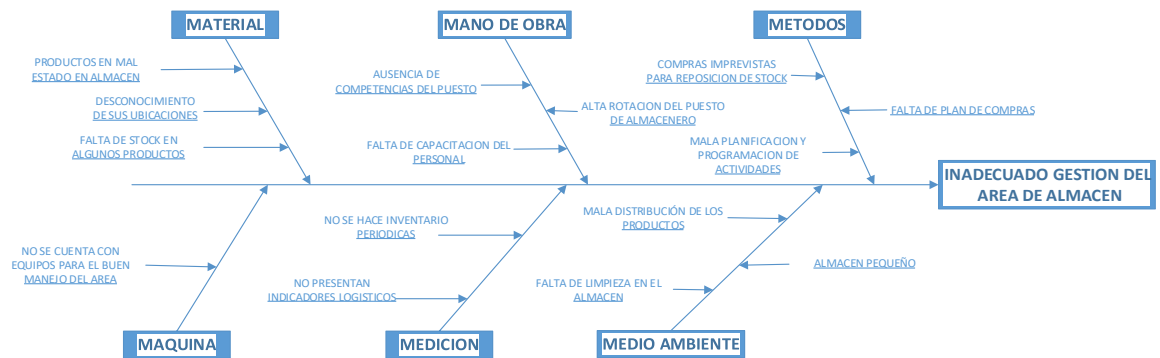 MATERIAL
MANO DE OBRA
METODOS
PRODUCTOS EN MAL
ESTADO EN ALMACEN
DESCONOCIMIENTO
DE SUS UBICACIONES
FALTA DE STOCK EN
ALGUNOS PRODUCTOS
AUSENCIA DE
COMPETENCIAS DEL PUESTO
ALTA ROTACION DEL PUESTO
DE ALMACENERO
FALTA DE CAPACITACION DEL
PERSONAL
COMPRAS IMPREVISTAS
PARA REPOSICION DE STOCK
FALTA DE PLAN DE COMPRAS
MALA PLANIFICACION Y
PROGRAMACION DE
ACTIVIDADES
INADECUADO GESTION DEL
AREA DE ALMACEN
NO SE CUENTA CON
EQUIPOS PARA EL BUEN
MANEJO DEL AREA
NO SE HACE INVENTARIO
PERIODICAS
NO PRESENTAN
INDICADORES LOGISTICOS
MALA DISTRIBUCIÓN DE LOS
PRODUCTOS
ALMACEN PEQUEÑO
FALTA DE LIMPIEZA EN EL
ALMACEN
MAQUINA
MEDICION
MEDIO AMBIENTE